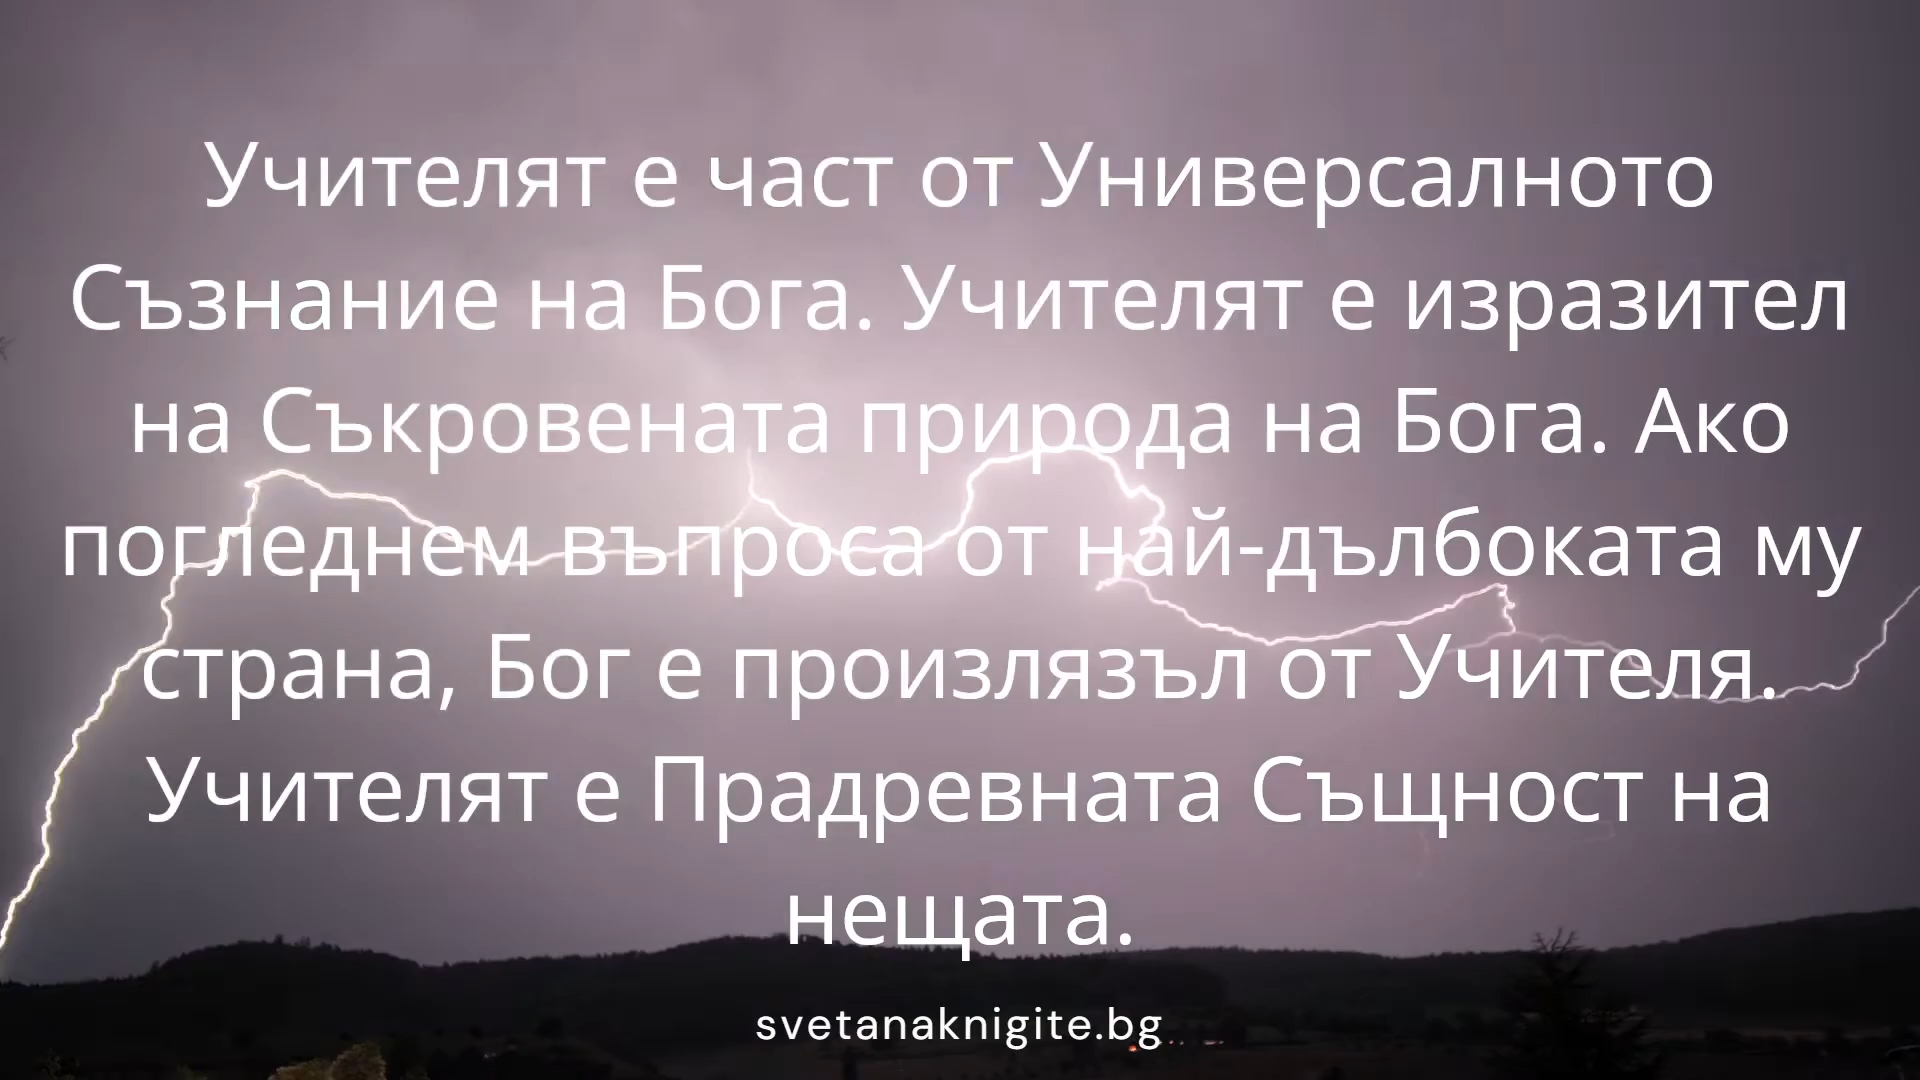 Учителят е част от Универсалното
Съзнание на Бога. Учителят е изразител
на Съкровената природа на Бога. Ако
погледнем въпроса от най-дълбоката му
страна, Бог е произлязъл от Учителя.
Учителят е Прадревната Същност на
нещата.
svetanaknigite.bg